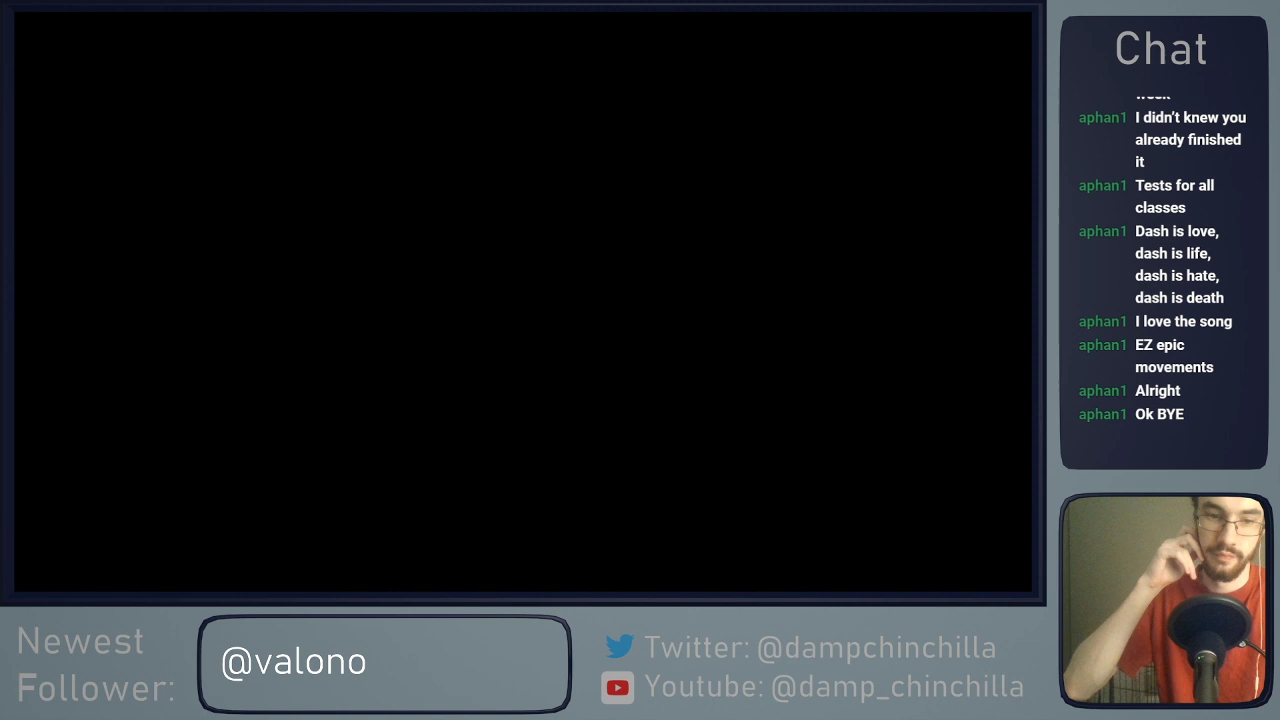 Chat
aphan1 I didn't knew you
already finished
it
aphan1 Tests for all
classes
aphan1 Dash is love,
dash is life,
dash is hate,
dash is death
aphan1 I love the song
aphan1 EZ epic
movements
aphan1 Alright
aphan1 Ok BYE
Newest
Follower:
@valono
Twitter: @dampchinchilla
Youtube: @damp_chinchilla